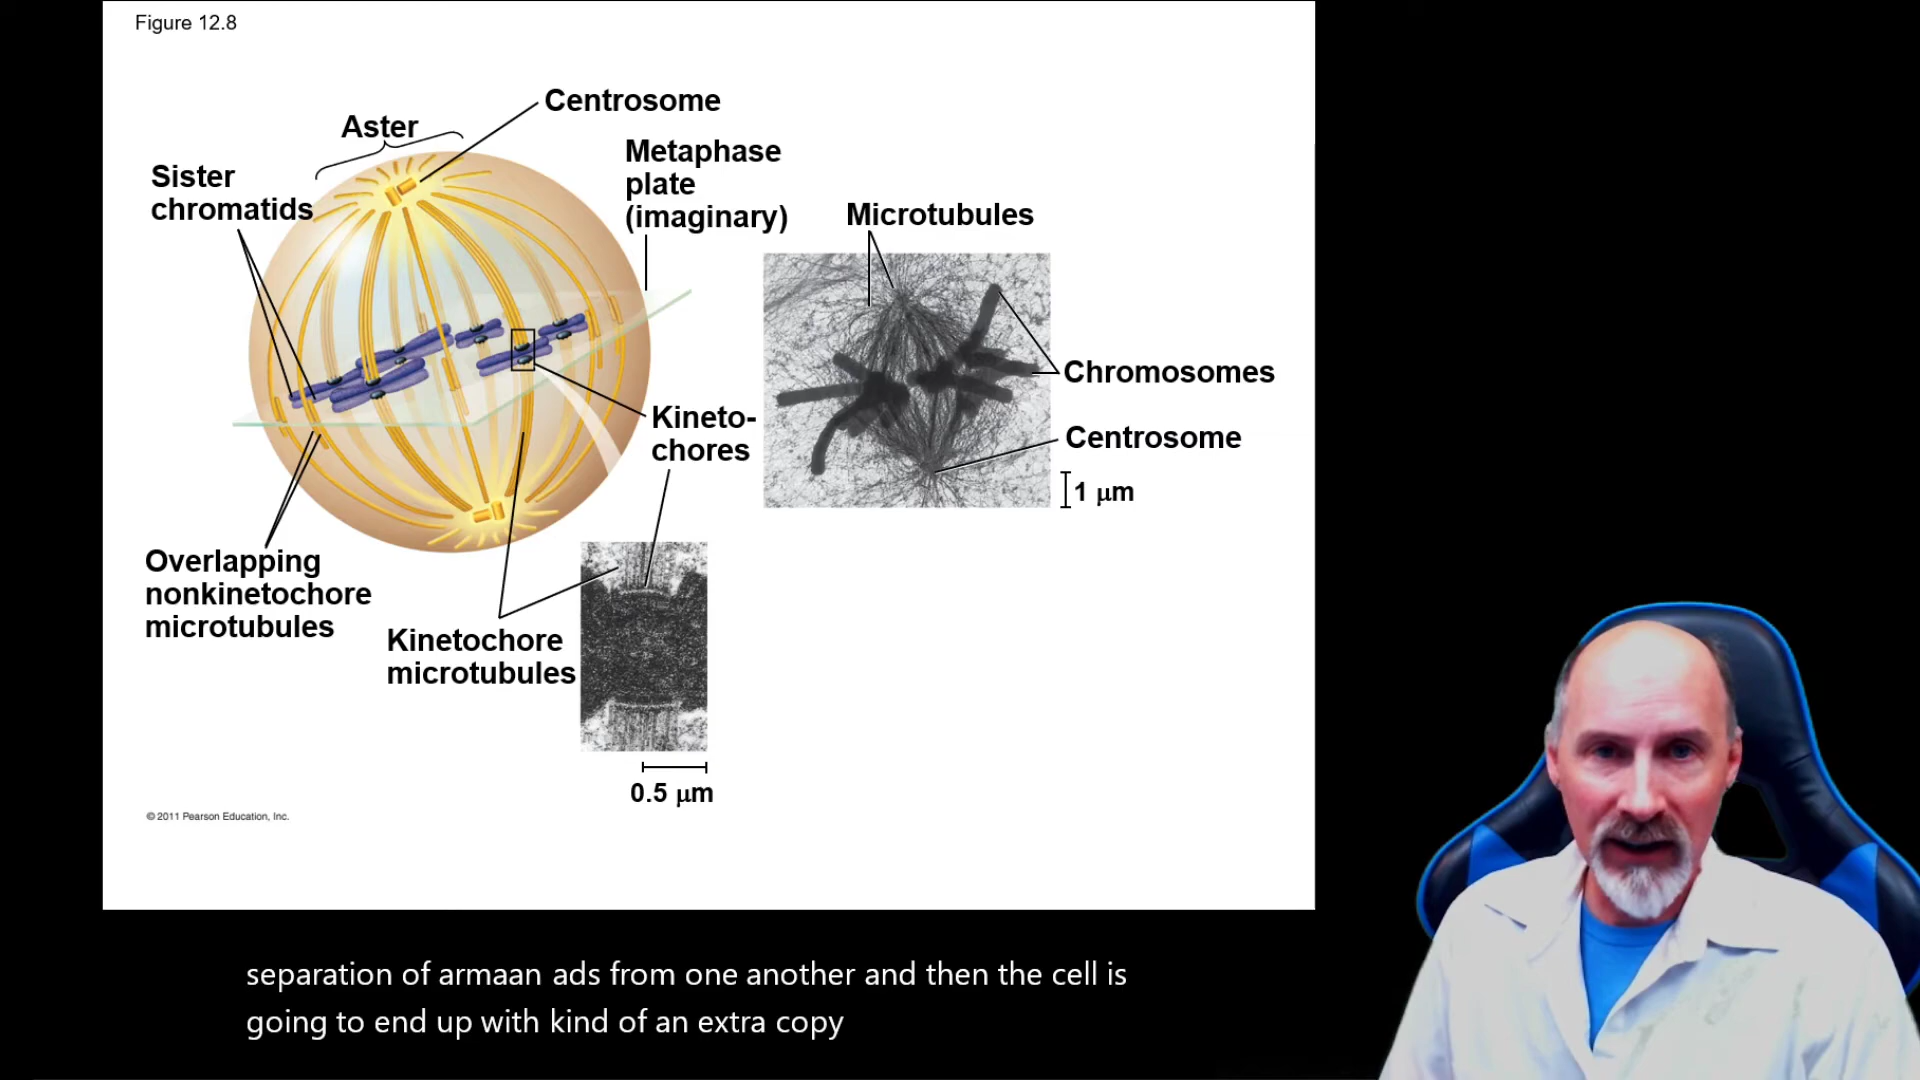 Figure 12.8
Centrosome
Aster
Metaphase
plate
(imaginary)
Sister
chromatids
Microtubules
Chromosomes
Kineto-
chores
Centrosome
1 μm
Overlapping
nonkinetochore
microtubules
Kinetochore
microtubules
0.5 μm
© 2011 Pearson Education, Inc.
separation of armaan ads from one another and then the cell is
going to end up with kind of an extra copy